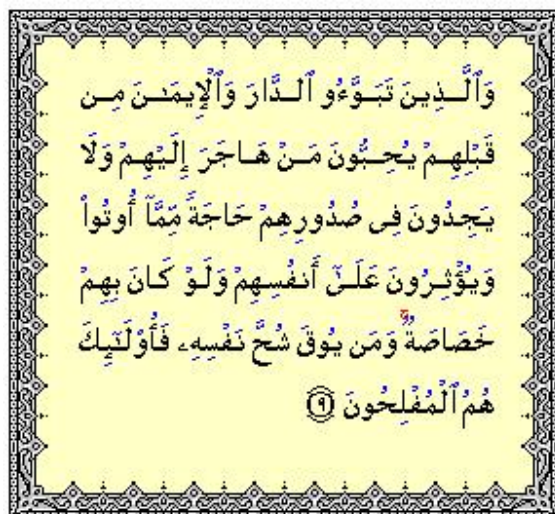 وَٱلَّذِينَ تَبَوَّءُو ٱلدَّارَ وَٱلْإِيمَٰنَ مِن
قَبْلِهِمْ يُحِبُّونَ مَنْ هَاجَرَ إِلَيْهِمْ وَلَا
يَجِدُونَ فِى صُدُورِهِمْ حَاجَةً مِّمَّآ أُوتُوا۟
وَيُؤْثِرُونَ عَلَىٰٓ أَنفُسِهِمْ وَلَوْ كَانَ بِهِمْ
خَصَاصَةٌ ۚ وَمَن يُوقَ شُحَّ نَفْسِهِۦ فَأُو۟لَٰٓئِكَ
هُمُ ٱلْمُفْلِحُونَ ٩